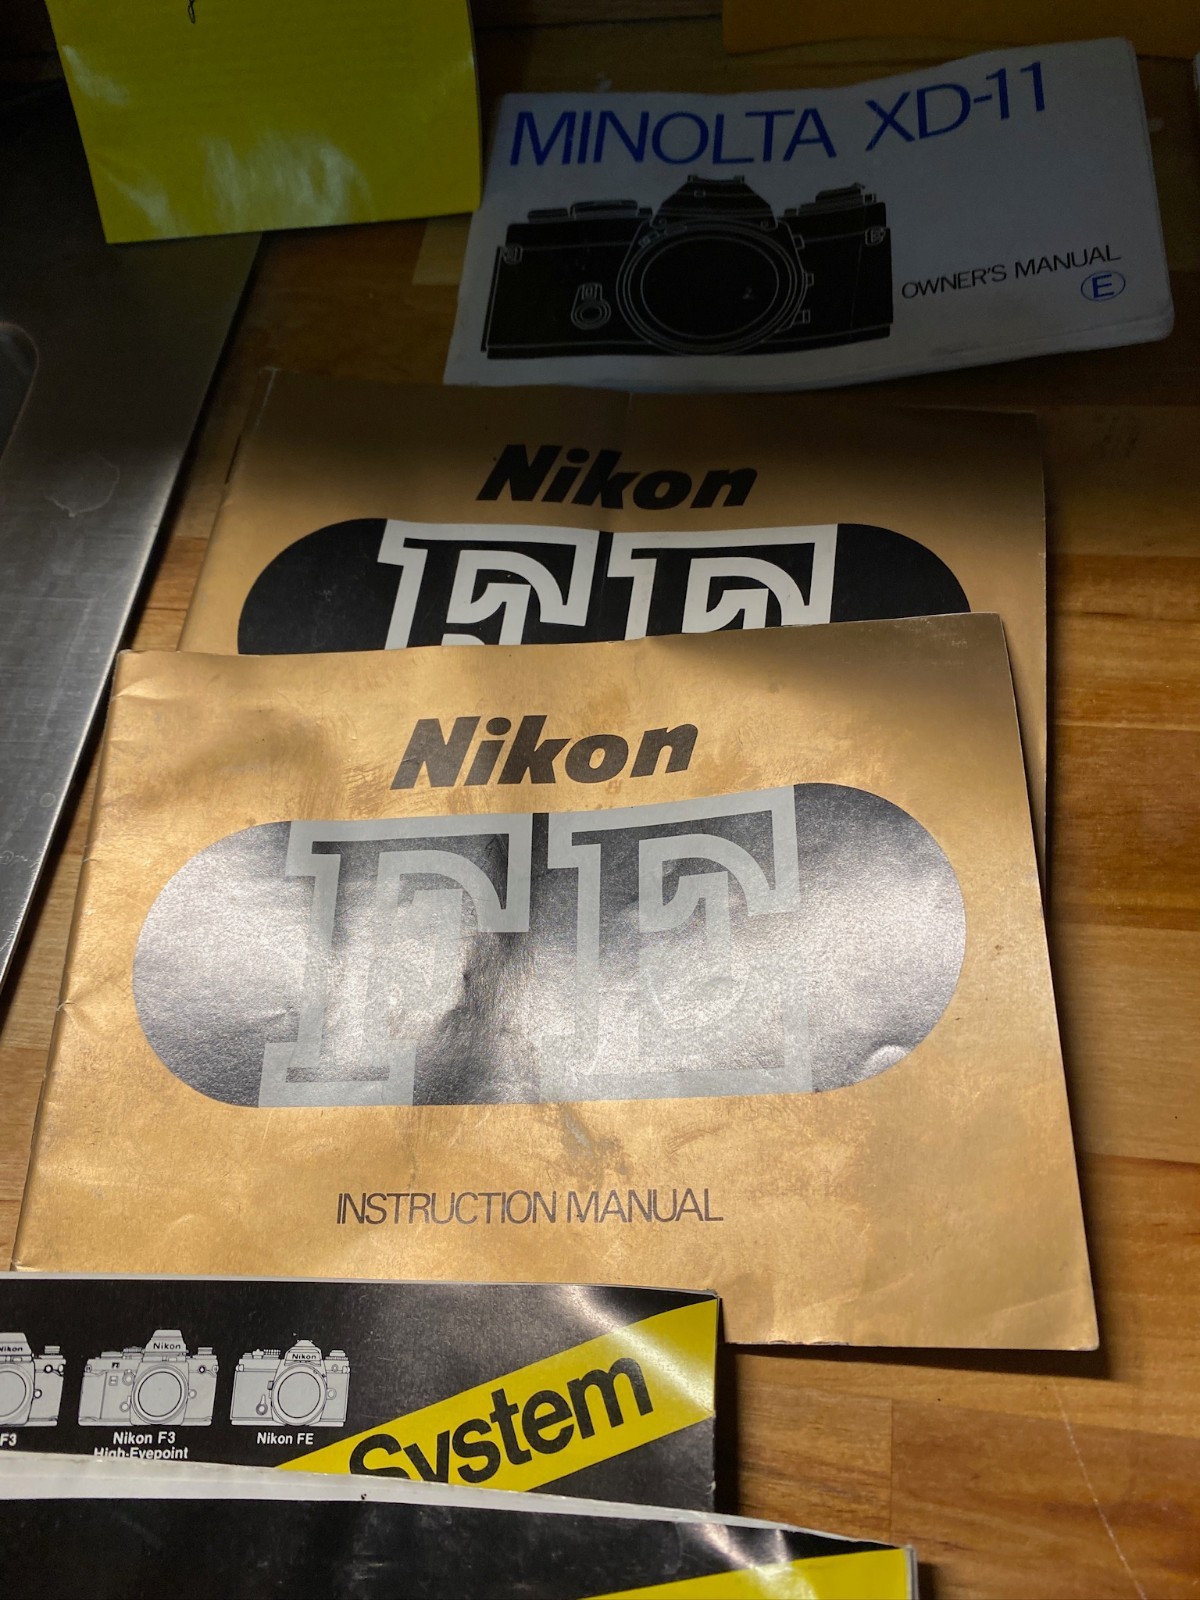 MINOLTA XD-11
OWNER'S MANUAL
E
Nikon
FE
Nikon
FE
INSTRUCTION MANUAL
Nikon
Nikon
Nikon
F3
Nikon F3
High-Eyepoint
Nikon FE
System